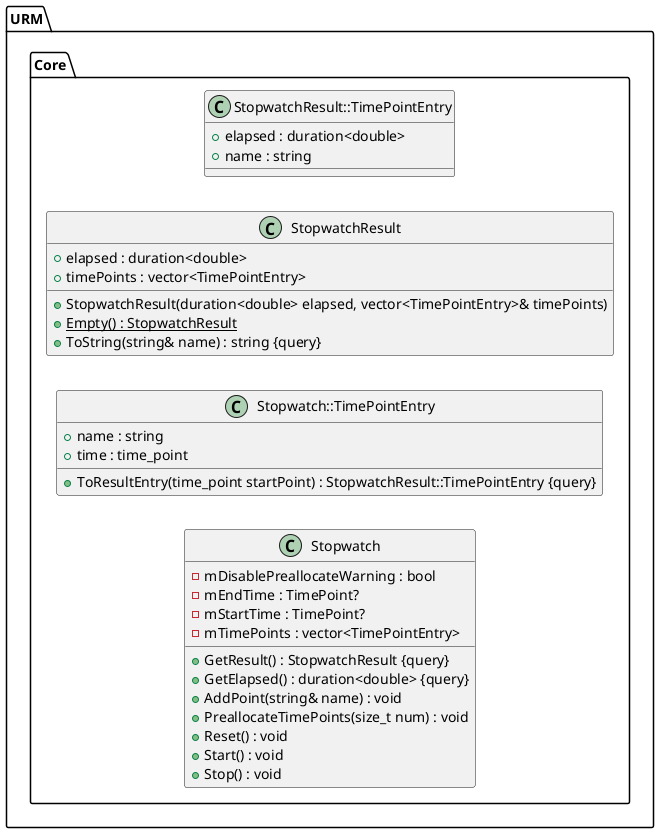 URM
Core
C StopwatchResult::TimePointEntry
elapsed : duration<double>
name : string
C StopwatchResult
elapsed : duration<double>
timePoints : vector<TimePointEntry>
StopwatchResult(duration<double> elapsed, vector<TimePointEntry>& timePoints)
Empty() : StopwatchResult
ToString(string& name) : string {query}
C Stopwatch::TimePointEntry
name : string
time : time_point
ToResultEntry(time_point startPoint) : StopwatchResult::TimePointEntry {query}
C Stopwatch
mDisablePreallocateWarning : bool
mEndTime : TimePoint?
mStartTime : TimePoint?
mTimePoints : vector<TimePointEntry>
GetResult() : StopwatchResult {query}
GetElapsed() : duration<double> {query}
AddPoint(string& name) : void
PreallocateTimePoints(size_t num) : void
Reset() : void
Start() : void
Stop() : void